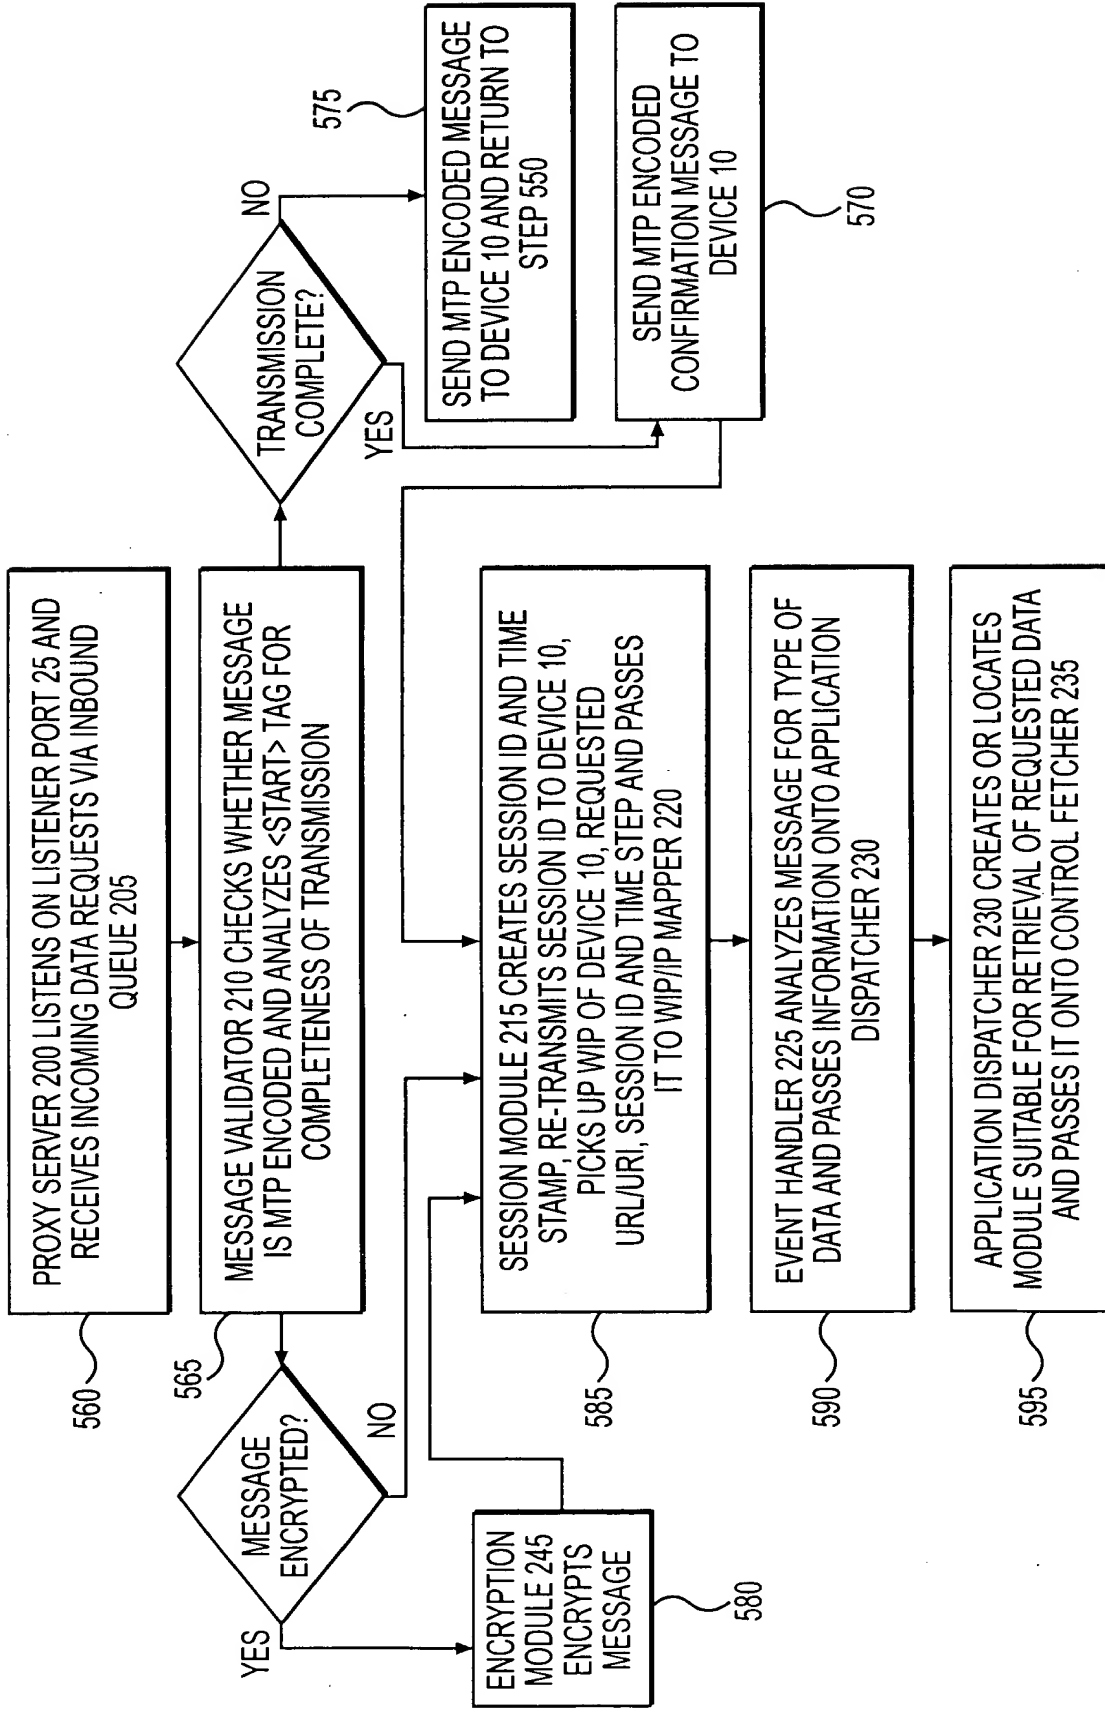 560
PROXY SERVER 200 LISTENS ON LISTENER PORT 25 AND
RECEIVES INCOMING DATA REQUESTS VIA INBOUND
QUEUE 205
565
MESSAGE VALIDATOR 210 CHECKS WHETHER MESSAGE
IS MTP ENCODED AND ANALYZES <START> TAG FOR
COMPLETENESS OF TRANSMISSION
MESSAGE
ENCRYPTED?
YES
NO
TRANSMISSION
COMPLETE?
NO
YES
575
SEND MTP ENCODED MESSAGE
TO DEVICE 10 AND RETURN TO
STEP 550
SEND MTP ENCODED
CONFIRMATION MESSAGE TO
DEVICE 10
570
ENCRYPTION
MODULE 245
ENCRYPTS
MESSAGE
580
585
SESSION MODULE 215 CREATES SESSION ID AND TIME
STAMP, RE-TRANSMITS SESSION ID TO DEVICE 10,
PICKS UP WIP OF DEVICE 10, REQUESTED
URL/URI, SESSION ID AND TIME STEP AND PASSES
IT TO WIP/IP MAPPER 220
590
EVENT HANDLER 225 ANALYZES MESSAGE FOR TYPE OF
DATA AND PASSES INFORMATION ONTO APPLICATION
DISPATCHER 230
595
APPLICATION DISPATCHER 230 CREATES OR LOCATES
MODULE SUITABLE FOR RETRIEVAL OF REQUESTED DATA
AND PASSES IT ONTO CONTROL FETCHER 235